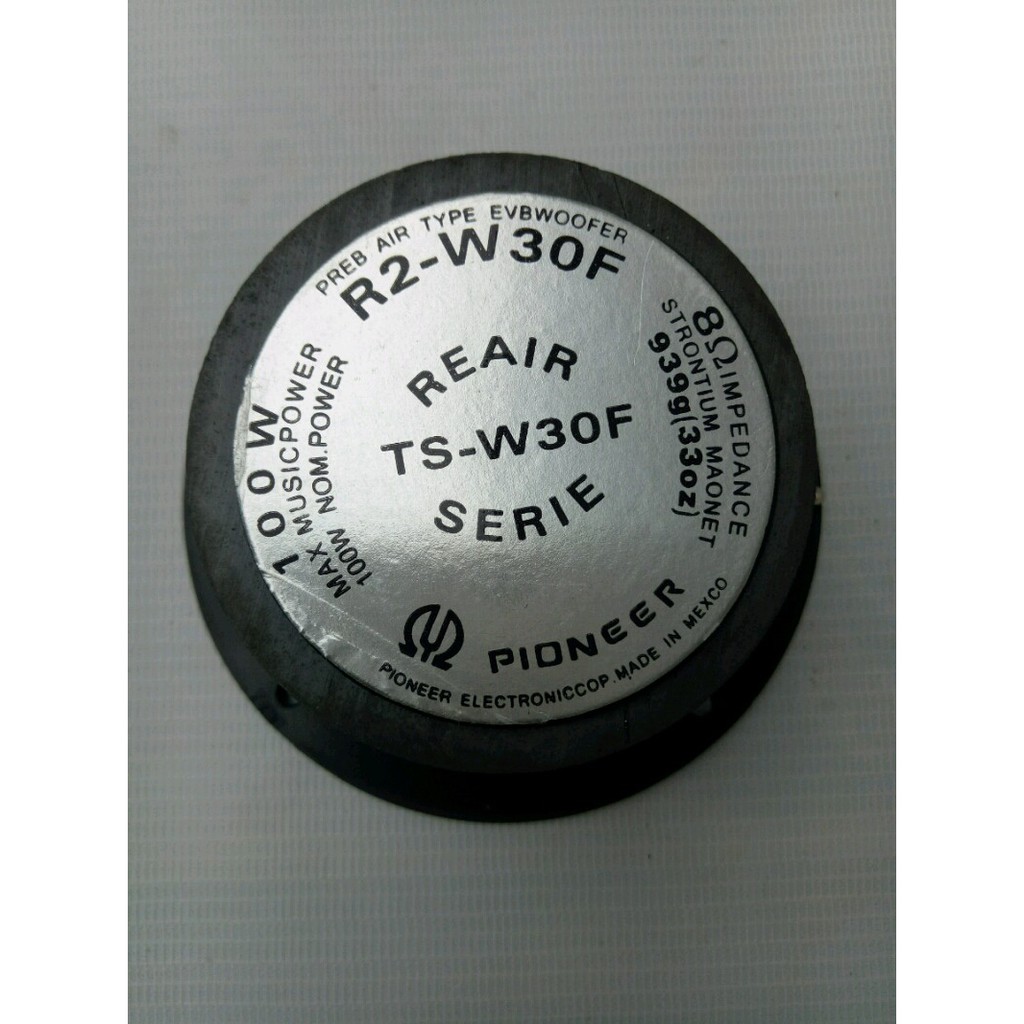 PREB AIR TYPE EVBWOOFER
R2-W30F
8Ω IMPEDANCE
STRONTIUM MAONET
939g(33oz)
100W
MAX MUSICPOWER
100W NOM.POWER
REAIR
TS-W30F
SERIE
PIONEER
PIONEER ELECTRONICCOP.MADE IN MEXCO